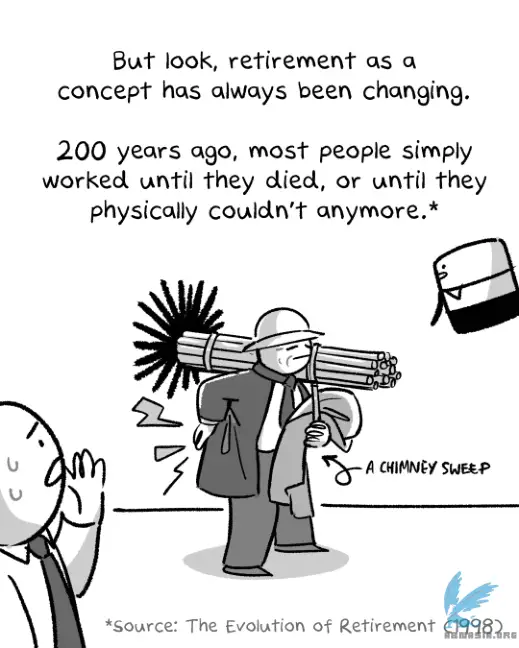 But look, retirement as a
concept has always been changing.
200 years ago, most people simply
worked until they died, or until they
physically couldn't anymore.*
A CHIMNEY SWEEP
*Source: The Evolution of Retirement (1998)